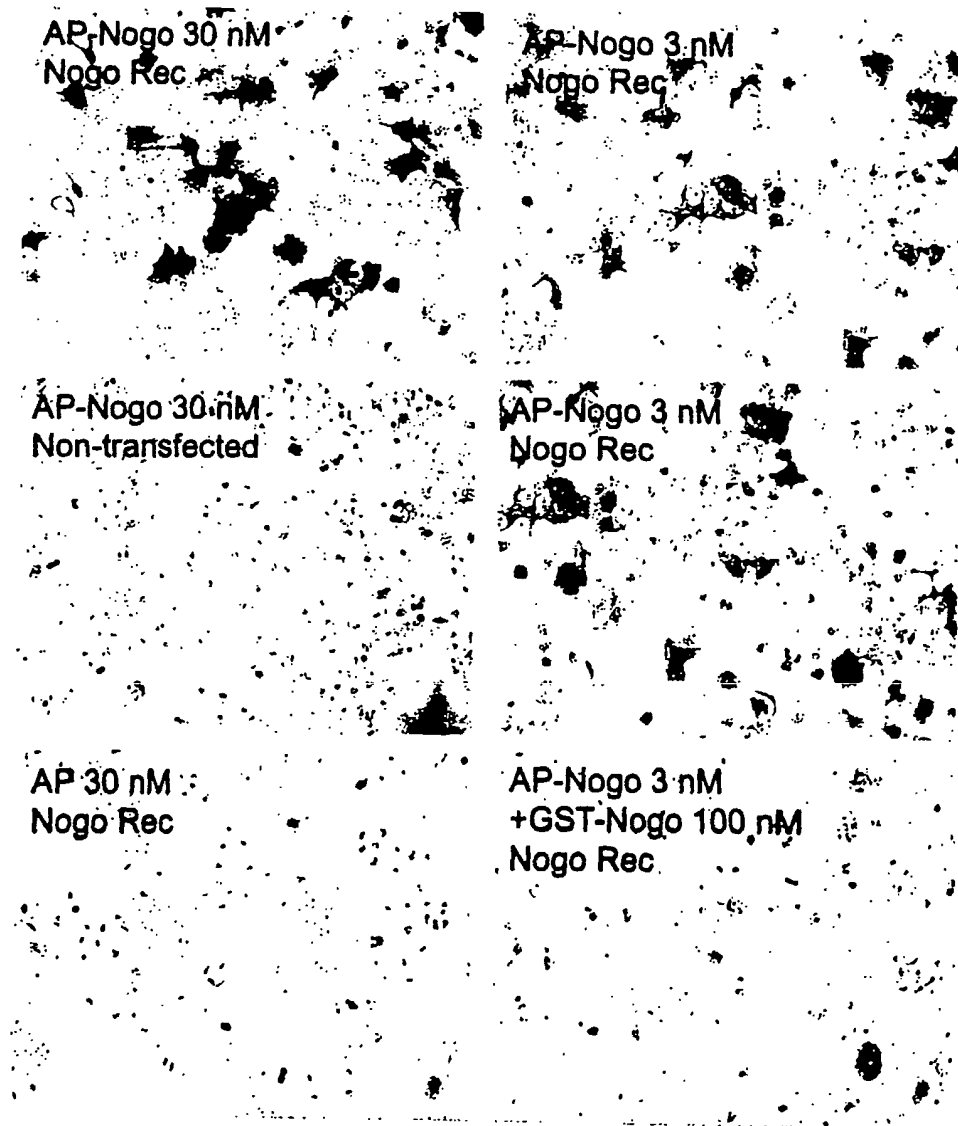 AP-Nogo 30 nM
Nogo Rec
AP-Nogo 3 nM
Nogo Rec
AP-Nogo 30 nM
Non-transfected
AP-Nogo 3 nM
Nogo Rec
AP 30 nM
Nogo Rec
AP-Nogo 3 nM
+GST-Nogo 100 nM
Nogo Rec